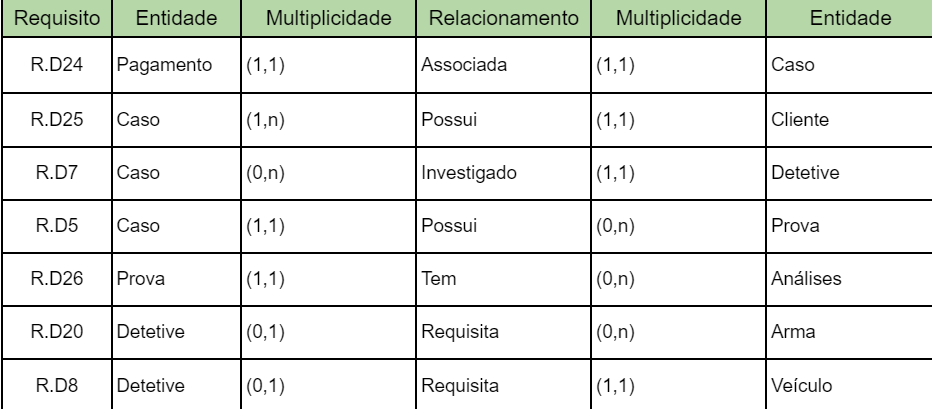 Requisito Entidade Multiplicidade Relacionamento Multiplicidade Entidade
R.D24 Pagamento (1,1) Associada (1,1) Caso
R.D25 Caso (1,n) Possui (1,1) Cliente
R.D7 Caso (0,n) Investigado (1,1) Detetive
R.D5 Caso (1,1) Possui (0,n) Prova
R.D26 Prova (1,1) Tem (0,n) Análises
R.D20 Detetive (0,1) Requisita (0,n) Arma
R.D8 Detetive (0,1) Requisita (1,1) Veículo